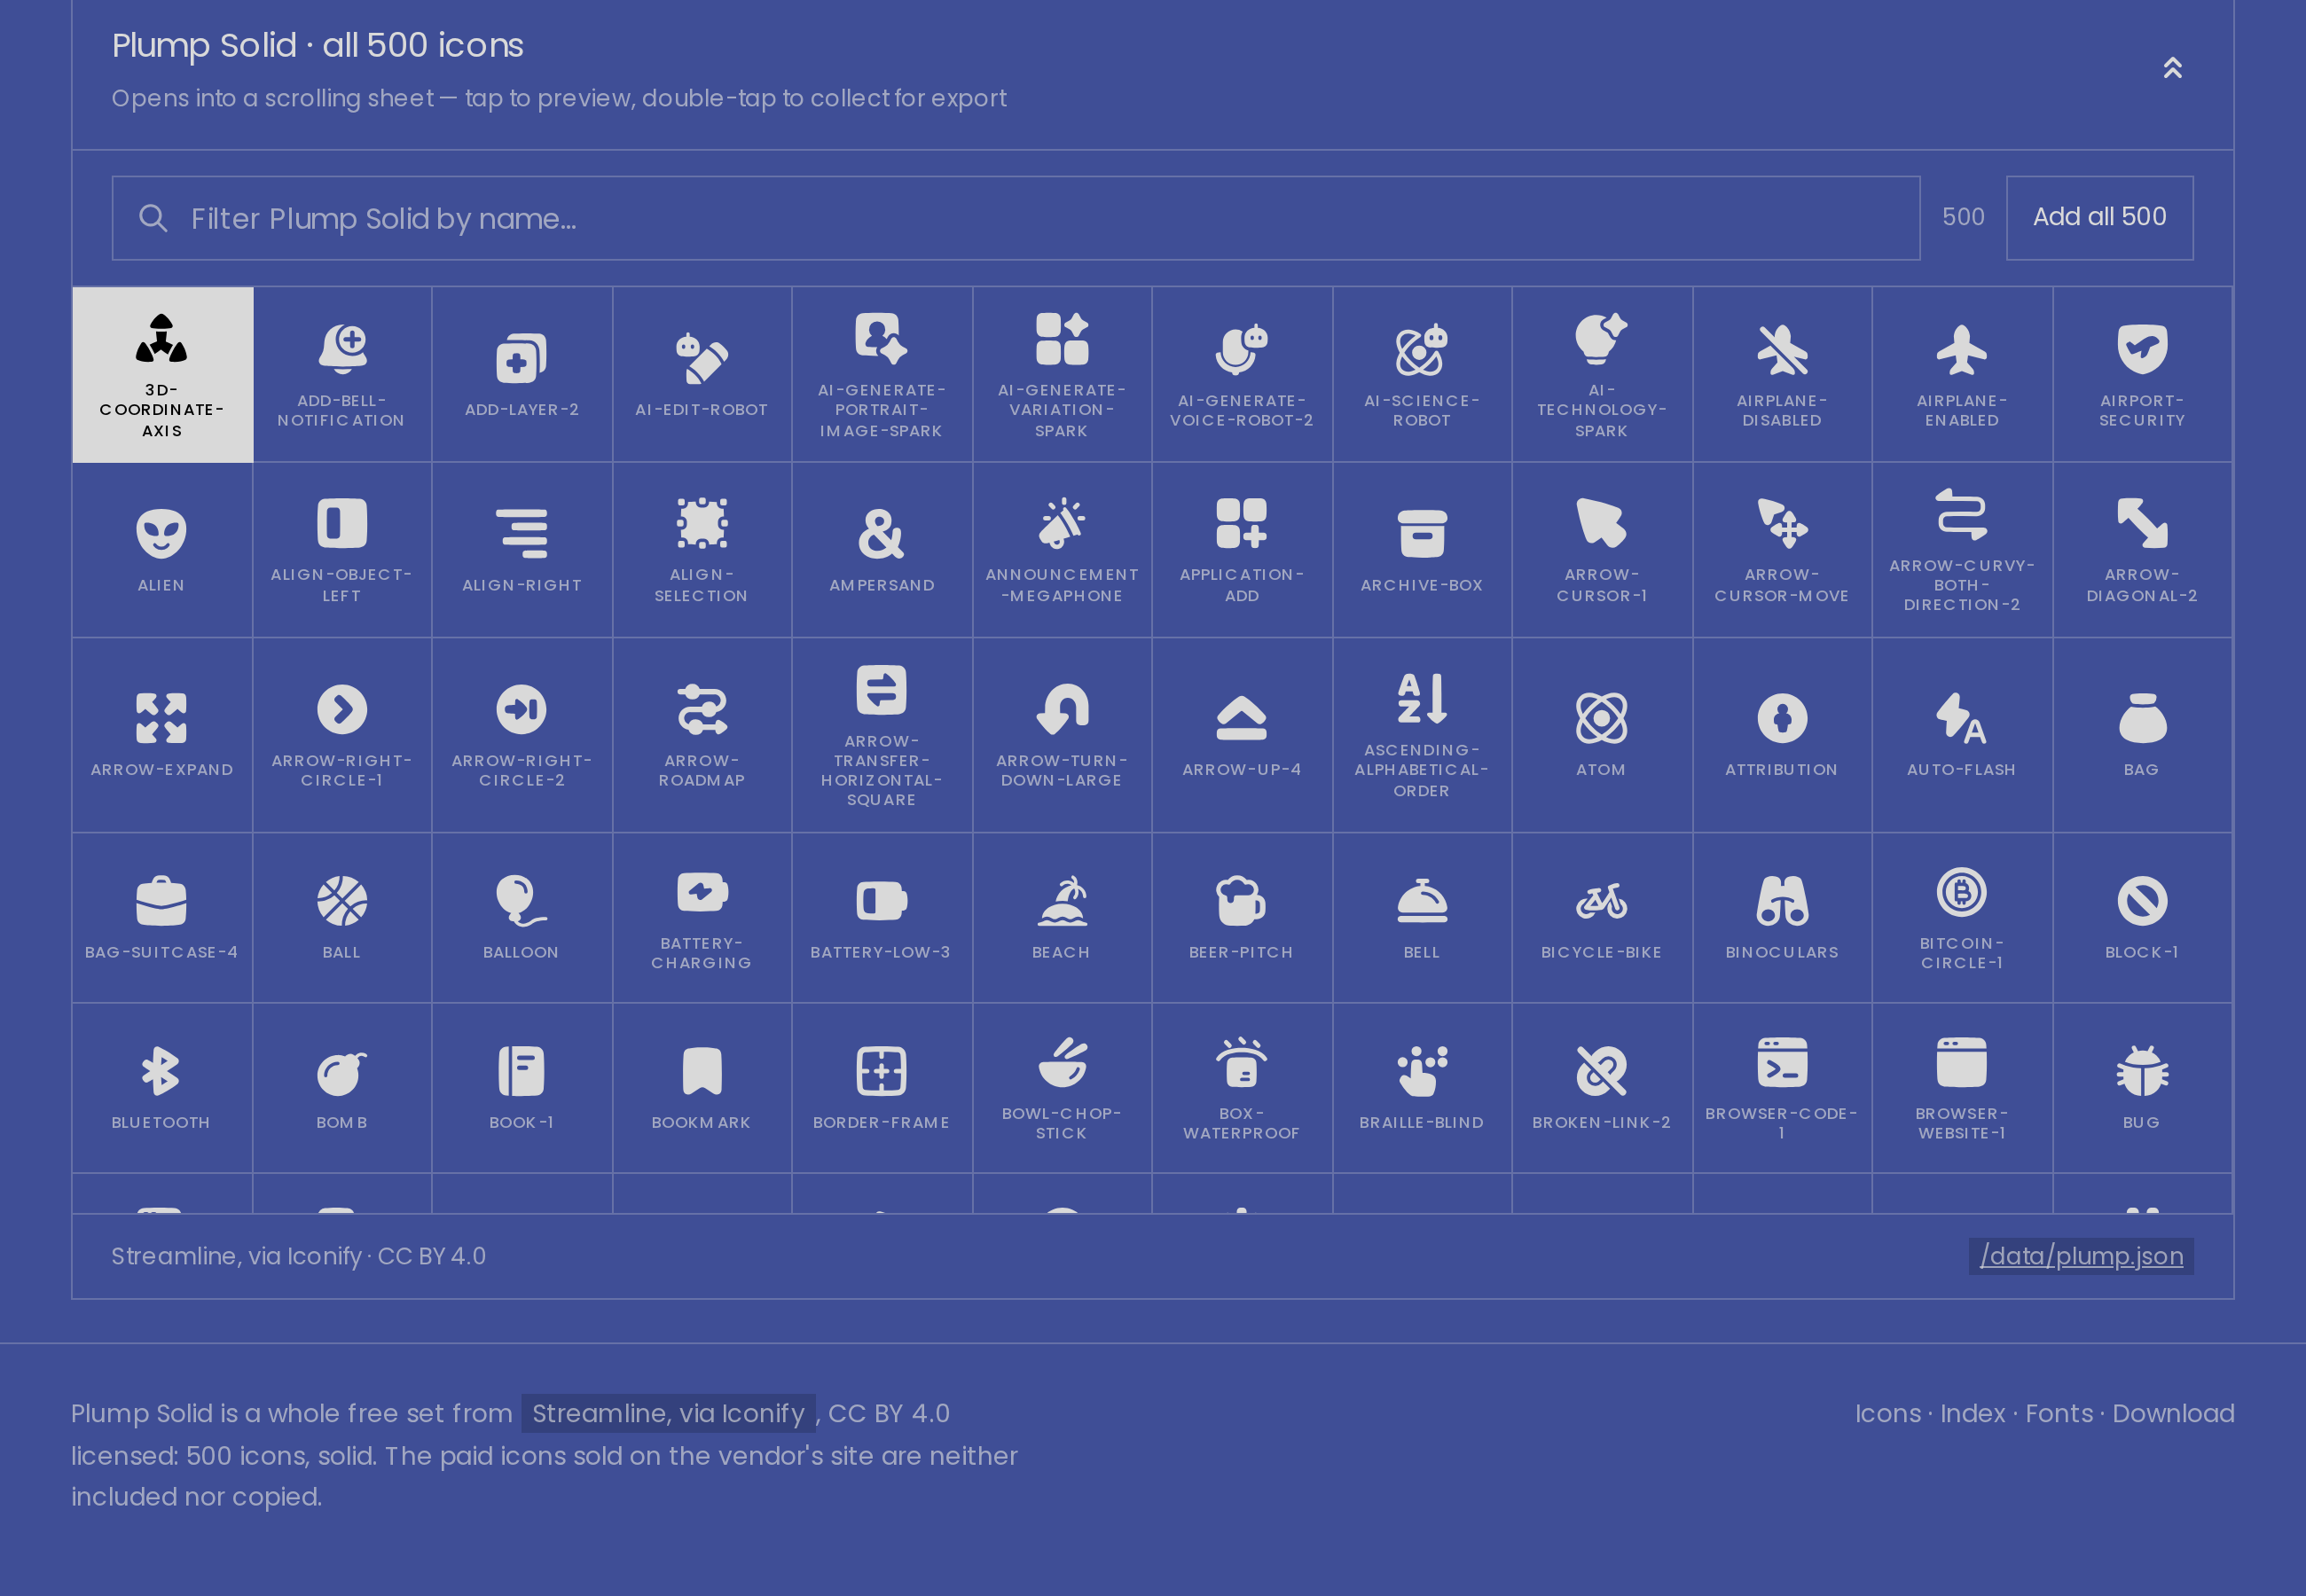 Plump Solid · all 500 icons
Opens into a scrolling sheet — tap to preview, double-tap to collect for export
Filter Plump Solid by name...
500
Add all 500
3D-
COORDINATE-
AXIS
ADD-BELL-
NOTIFICATION
ADD-LAYER-2
AI-EDIT-ROBOT
AI-GENERATE-
PORTRAIT-
IMAGE-SPARK
AI-GENERATE-
VARIATION-
SPARK
AI-GENERATE-
VOICE-ROBOT-2
AI-SCIENCE-
ROBOT
AI-
TECHNOLOGY-
SPARK
AIRPLANE-
DISABLED
AIRPLANE-
ENABLED
AIRPORT-
SECURITY
ALIEN
ALIGN-OBJECT-
LEFT
ALIGN-RIGHT
ALIGN-
SELECTION
AMPERSAND
ANNOUNCEMENT
-MEGAPHONE
APPLICATION-
ADD
ARCHIVE-BOX
ARROW-
CURSOR-1
ARROW-
CURSOR-MOVE
ARROW-CURVY-
BOTH-
DIRECTION-2
ARROW-
DIAGONAL-2
ARROW-EXPAND
ARROW-RIGHT-
CIRCLE-1
ARROW-RIGHT-
CIRCLE-2
ARROW-
ROADMAP
ARROW-
TRANSFER-
HORIZONTAL-
SQUARE
ARROW-TURN-
DOWN-LARGE
ARROW-UP-4
ASCENDING-
ALPHABETICAL-
ORDER
ATOM
ATTRIBUTION
AUTO-FLASH
BAG
BAG-SUITCASE-4
BALL
BALLOON
BATTERY-
CHARGING
BATTERY-LOW-3
BEACH
BEER-PITCH
BELL
BICYCLE-BIKE
BINOCULARS
BITCOIN-
CIRCLE-1
BLOCK-1
BLUETOOTH
BOMB
BOOK-1
BOOKMARK
BORDER-FRAME
BOWL-CHOP-
STICK
BOX-
WATERPROOF
BRAILLE-BLIND
BROKEN-LINK-2
BROWSER-CODE-
1
BROWSER-
WEBSITE-1
BUG
Streamline, via Iconify · CC BY 4.0
/data/plump.json
Plump Solid is a whole free set from Streamline, via Iconify , CC BY 4.0
licensed: 500 icons, solid. The paid icons sold on the vendor's site are neither
included nor copied.
Icons · Index · Fonts · Download